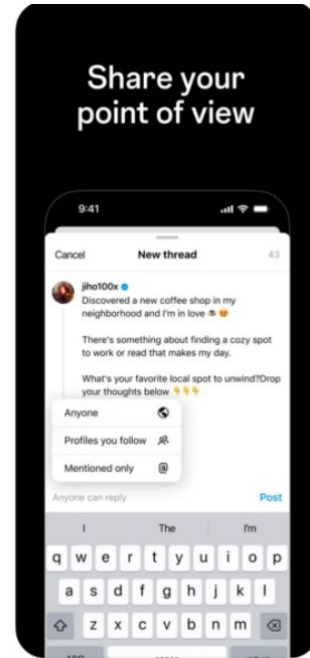 Share your
point of view
9:41
Cancel New thread 43
jiho100x
Discovered a new coffee shop in my
neighborhood and I'm in love 👁️ 😍
There's something about finding a cozy spot
to work or read that makes my day.
What's your favorite local spot to unwind?Drop
your thoughts below 👇👇👇
Anyone
Profiles you follow
Mentioned only
Anyone can reply Post
I The I'm
q w e r t y u i o p
a s d f g h j k l
z x c v b n m